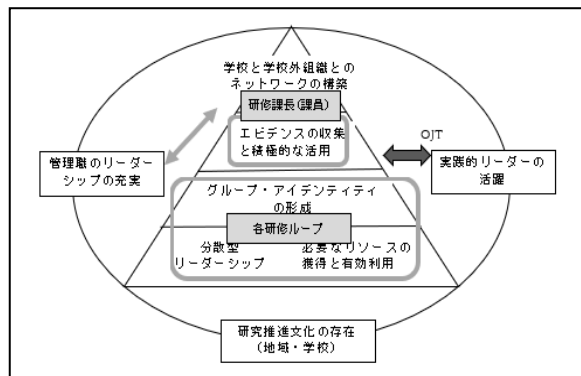 学校と学校外組織との
ネットワークの構築
研修課長(課員)
エビデンスの収集
と積極的な活用
OJT
管理職のリーダー
シップの充実
実践的リーダーの
活躍
グループ・アイデンティティ
の形成
各研修ループ
分散型
リーダーシップ
必要なリソースの
獲得と有効利用
研究推進文化の存在
(地域・学校)